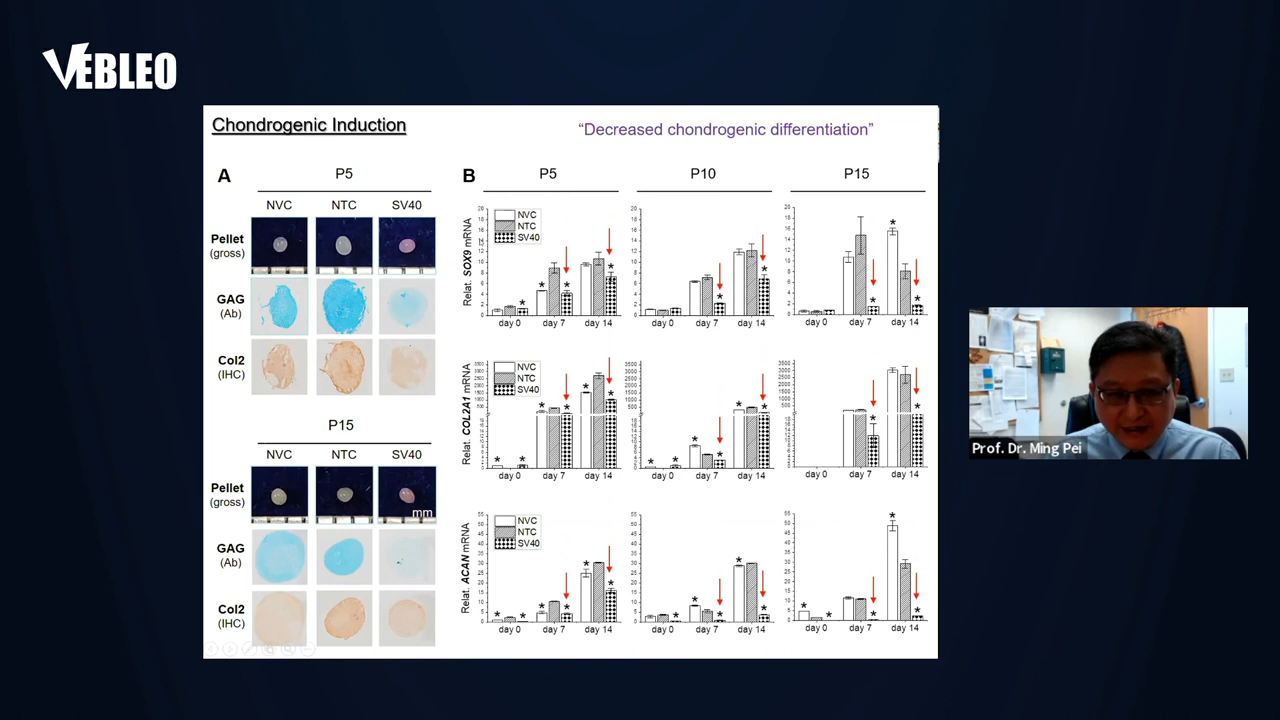 VEBLEO
Chondrogenic Induction
“Decreased chondrogenic differentiation”
A
P5
NVC NTC SV40
Pellet
(gross)
GAG
(Ab)
Col2
(IHC)
P15
NVC NTC SV40
Pellet
(gross)
mm
GAG
(Ab)
Col2
(IHC)
B
P5 P10 P15
Relat. SOX9 mRNA
NVC
NTC
SV40
day 0 day 7 day 14
day 0 day 7 day 14
day 0 day 7 day 14
Relat. COL2A1 mRNA
NVC
NTC
SV40
day 0 day 7 day 14
day 0 day 7 day 14
day 0 day 7 day 14
Relat. ACAN mRNA
NVC
NTC
SV40
day 0 day 7 day 14
day 0 day 7 day 14
day 0 day 7 day 14
Prof. Dr. Ming Pei